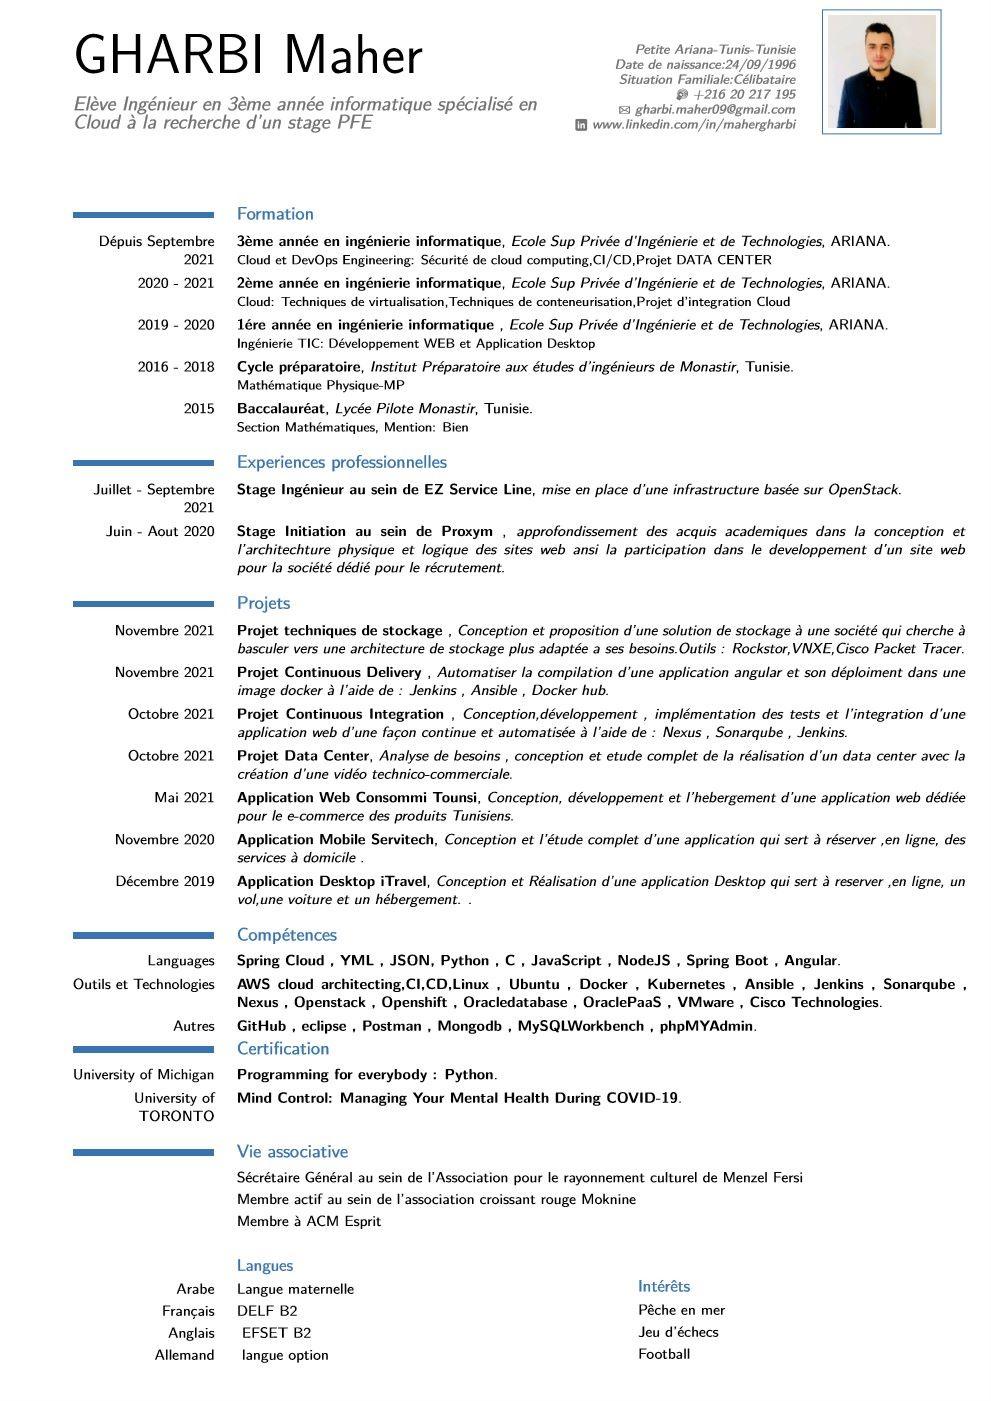 GHARBI Maher
Elève Ingénieur en 3ème année informatique spécialisé en
Cloud à la recherche d'un stage PFE
Petite Ariana-Tunis-Tunisie
Date de naissance:24/09/1996
Situation Familiale:Célibataire
+216 20 217 195
gharbi.maher09@gmail.com
www.linkedin.com/in/mahergharbi
Formation
Dépuis Septembre 2021
3ème année en ingénierie informatique, Ecole Sup Privée d'Ingénierie et de Technologies, ARIANA.
Cloud et DevOps Engineering: Sécurité de cloud computing,CI/CD,Projet DATA CENTER
2020 - 2021
2ème année en ingénierie informatique, Ecole Sup Privée d'Ingénierie et de Technologies, ARIANA.
Cloud: Techniques de virtualisation,Techniques de conteneurisation,Projet d'integration Cloud
2019 - 2020
1ére année en ingénierie informatique , Ecole Sup Privée d'Ingénierie et de Technologies, ARIANA.
Ingénierie TIC: Développement WEB et Application Desktop
2016 - 2018
Cycle préparatoire, Institut Préparatoire aux études d'ingénieurs de Monastir, Tunisie.
Mathématique Physique-MP
2015
Baccalauréat, Lycée Pilote Monastir, Tunisie.
Section Mathématiques, Mention: Bien
Experiences professionnelles
Juillet - Septembre 2021
Stage Ingénieur au sein de EZ Service Line, mise en place d'une infrastructure basée sur OpenStack.
Juin - Aout 2020
Stage Initiation au sein de Proxym , approfondissement des acquis academiques dans la conception et
l'architechture physique et logique des sites web ansi la participation dans le developpement d'un site web
pour la société dédié pour le récrutement.
Projets
Novembre 2021
Projet techniques de stockage , Conception et proposition d'une solution de stockage à une société qui cherche à
basculer vers une architecture de stockage plus adaptée a ses besoins.Outils : Rockstor,VNXE,Cisco Packet Tracer.
Novembre 2021
Projet Continuous Delivery , Automatiser la compilation d'une application angular et son déploiment dans une
image docker à l'aide de : Jenkins , Ansible , Docker hub.
Octobre 2021
Projet Continuous Integration , Conception,développement , implémentation des tests et l'integration d'une
application web d'une façon continue et automatisée à l'aide de : Nexus , Sonarqube , Jenkins.
Octobre 2021
Projet Data Center, Analyse de besoins , conception et etude complet de la réalisation d'un data center avec la
création d'une vidéo technico-commerciale.
Mai 2021
Application Web Consommi Tounsi, Conception, développement et l'hebergement d'une application web dédiée
pour le e-commerce des produits Tunisiens.
Novembre 2020
Application Mobile Servitech, Conception et l'étude complet d'une application qui sert à réserver ,en ligne, des
services à domicile .
Décembre 2019
Application Desktop iTravel, Conception et Réalisation d'une application Desktop qui sert à reserver ,en ligne, un
vol,une voiture et un hébergement. .
Compétences
Languages
Spring Cloud , YML , JSON, Python , C , JavaScript , NodeJS , Spring Boot , Angular.
Outils et Technologies
AWS cloud architecting,CI,CD,Linux , Ubuntu , Docker , Kubernetes , Ansible , Jenkins , Sonarqube ,
Nexus , Openstack , Openshift , Oracledatabase , OraclePaaS , VMware , Cisco Technologies.
Autres
GitHub , eclipse , Postman , Mongodb , MySQLWorkbench , phpMYAdmin.
Certification
University of Michigan
Programming for everybody : Python.
University of TORONTO
Mind Control: Managing Your Mental Health During COVID-19.
Vie associative
Sécrétaire Général au sein de l'Association pour le rayonnement culturel de Menzel Fersi
Membre actif au sein de l'association croissant rouge Moknine
Membre à ACM Esprit
Langues
Arabe
Langue maternelle
Français
DELF B2
Anglais
EFSET B2
Allemand
langue option
Intérêts
Pêche en mer
Jeu d'échecs
Football